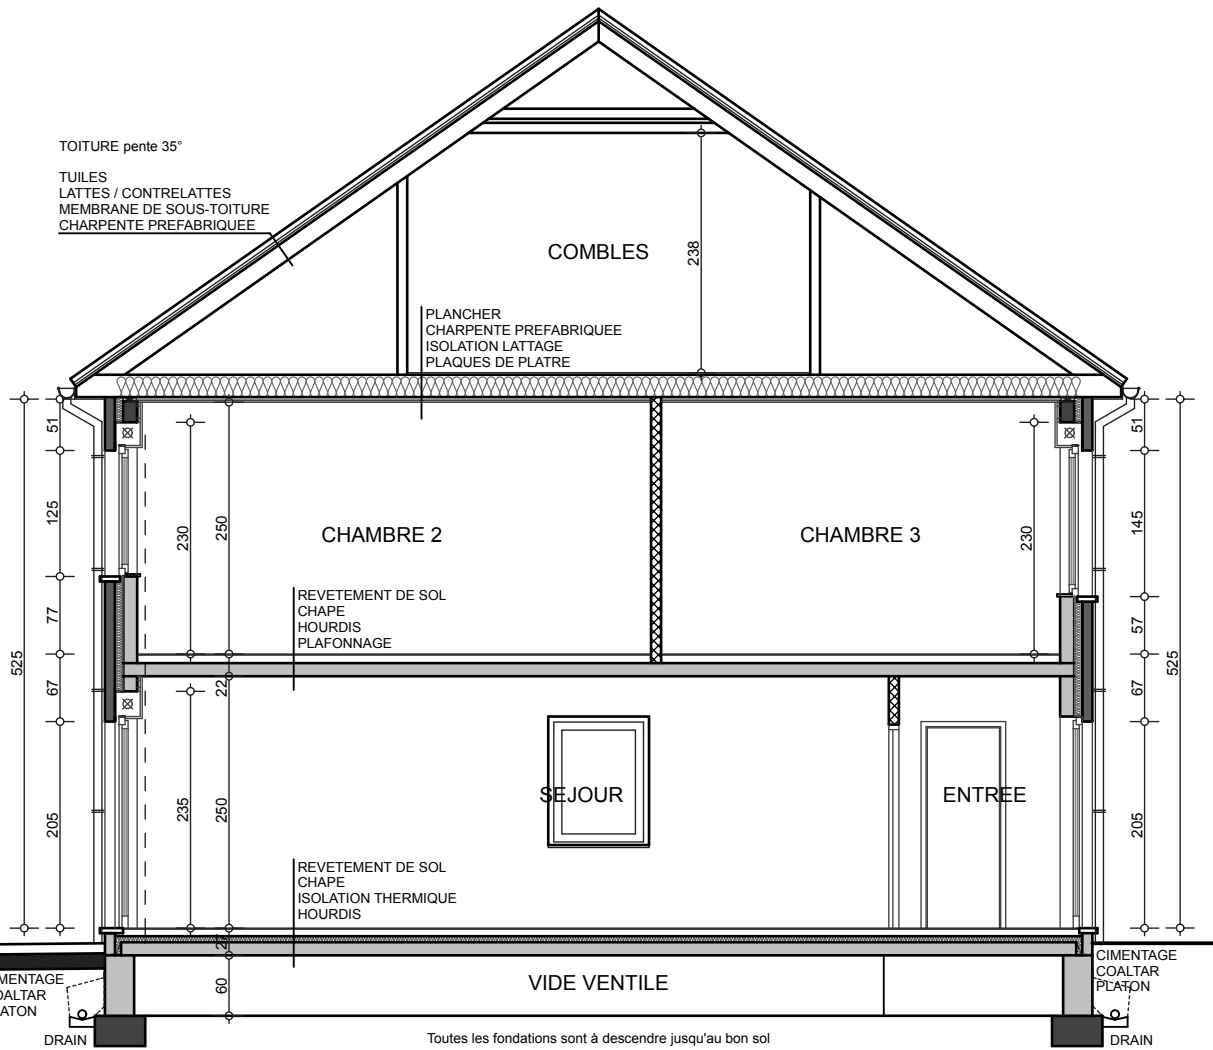 TOITURE pente 35°
TUILES
LATTES / CONTRELATTES
MEMBRANE DE SOUS-TOITURE
CHARPENTE PREFABRIQUEE
COMBLES
238
PLANCHER
CHARPENTE PREFABRIQUEE
ISOLATION LATTAGE
PLAQUES DE PLATRE
51
125
77
67
205
525
230
250
CHAMBRE 2
CHAMBRE 3
230
51
145
57
67
205
525
REVETEMENT DE SOL
CHAPE
HOURDIS
PLAFONNAGE
22
235
250
SEJOUR
ENTREE
REVETEMENT DE SOL
CHAPE
ISOLATION THERMIQUE
HOURDIS
27
60
VIDE VENTILE
MENTAGE
OALTAR
ATON
DRAIN
CIMENTAGE
COALTAR
PLATON
DRAIN
Toutes les fondations sont à descendre jusqu'au bon sol